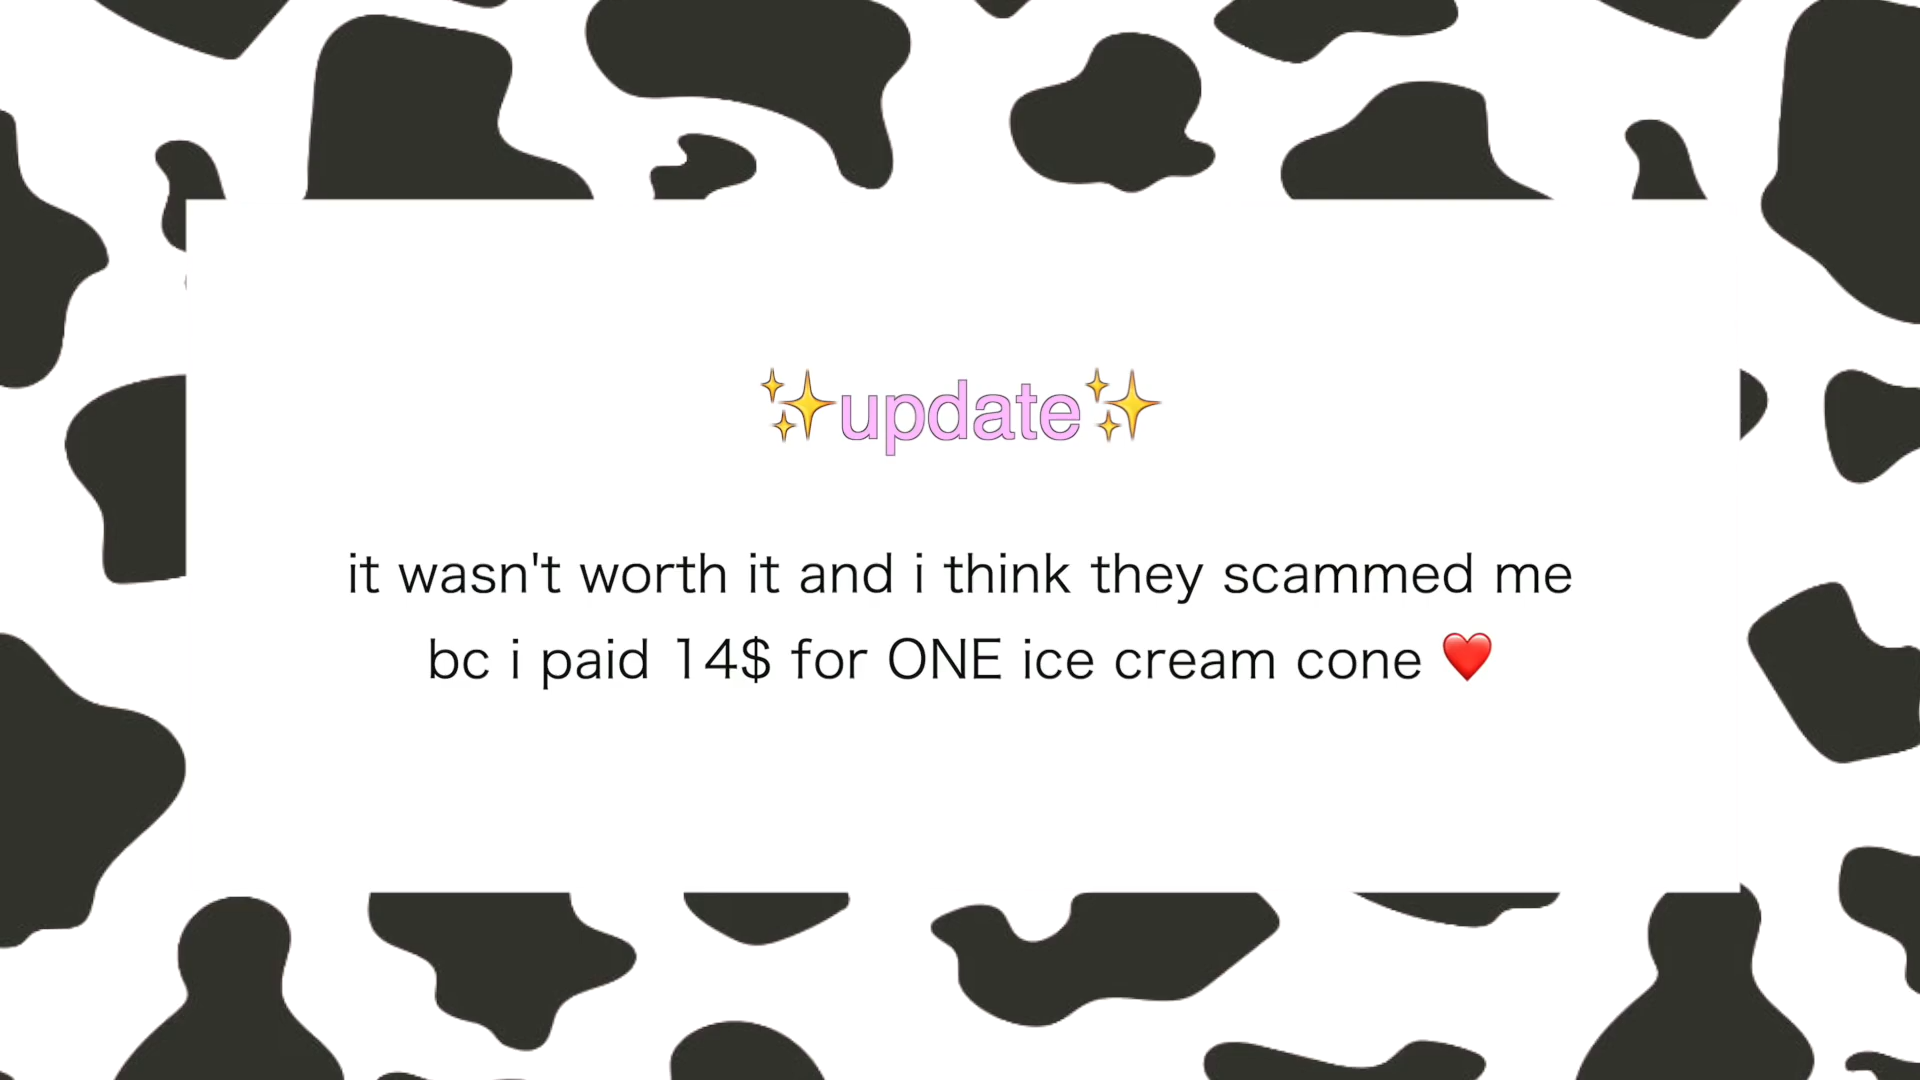 ✨update✨
it wasn't worth it and i think they scammed me
bc i paid 14$ for ONE ice cream cone ❤️